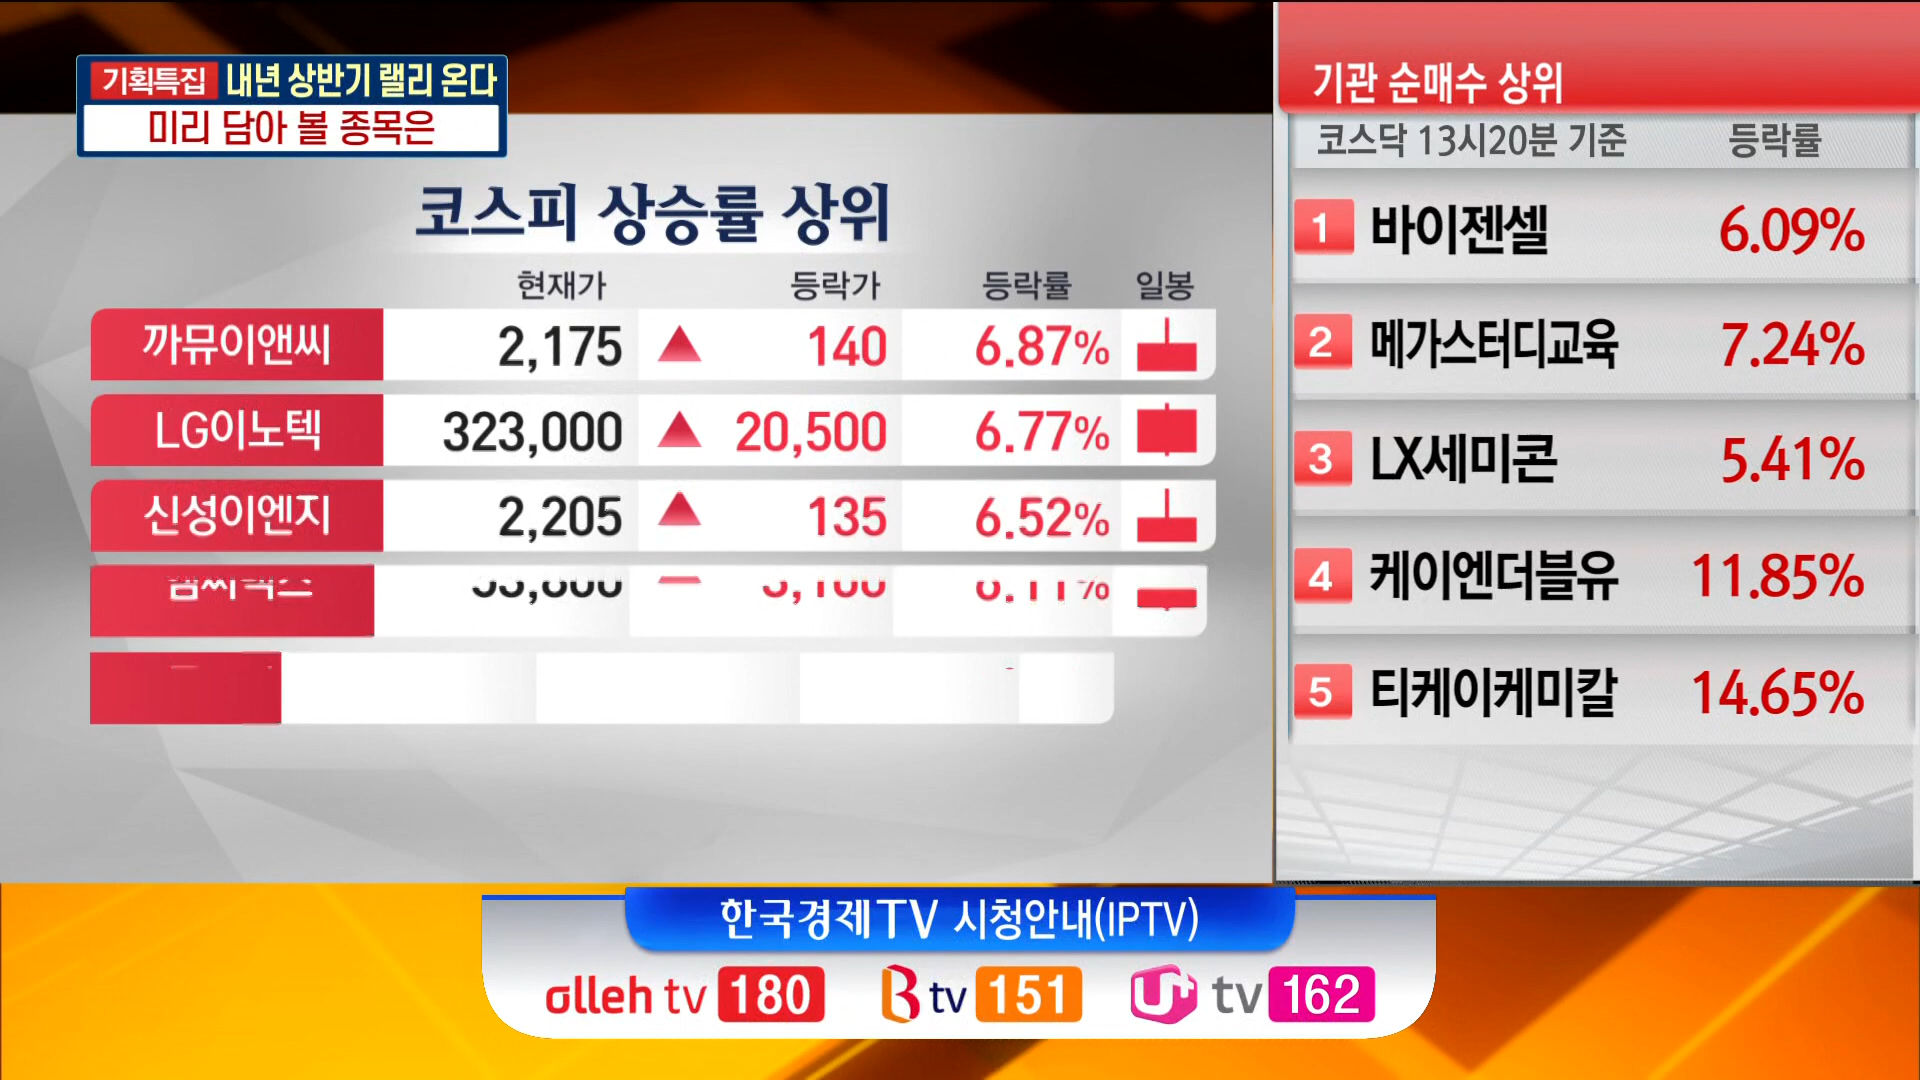 기획특집 내년 상반기 랠리 온다
미리 담아 볼 종목은
코스피 상승률 상위
현재가 등락가 등락률 일봉
까뮤이앤씨 2,175 ▲ 140 6.87%
LG이노텍 323,000 ▲ 20,500 6.77%
신성이엔지 2,205 ▲ 135 6.52%
기관 순매수 상위
코스닥 13시20분 기준 등락률
1 바이젠셀 6.09%
2 메가스터디교육 7.24%
3 LX세미콘 5.41%
4 케이엔더블유 11.85%
5 티케이케미칼 14.65%
한국경제TV 시청안내(IPTV)
olleh tv 180 B tv 151 U+ tv 162